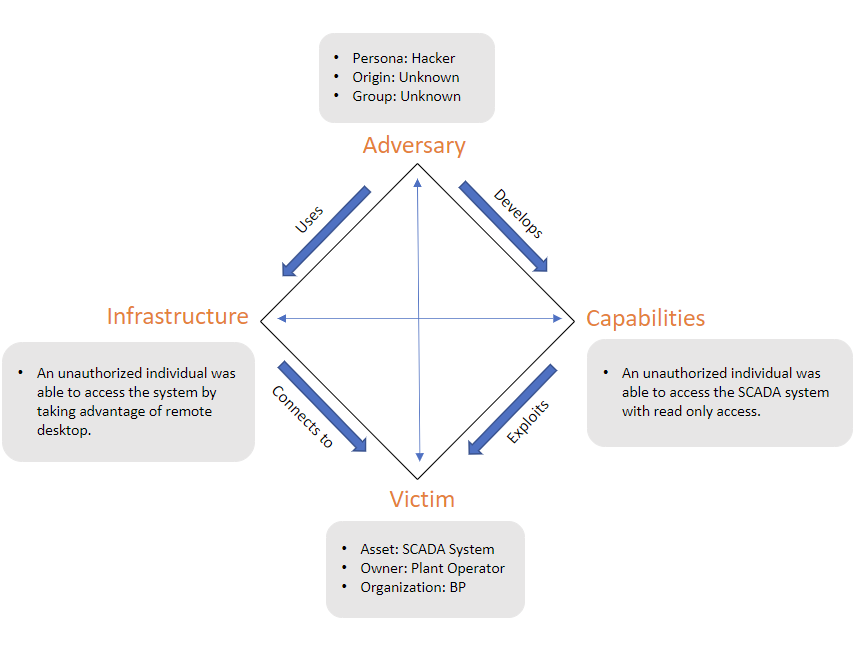 • Persona: Hacker
• Origin: Unknown
• Group: Unknown
Adversary
Uses
Develops
Infrastructure
Capabilities
• An unauthorized individual was
able to access the system by
taking advantage of remote
desktop.
• An unauthorized individual was
able to access the SCADA system
with read only access.
Connects to
Exploits
Victim
• Asset: SCADA System
• Owner: Plant Operator
• Organization: BP